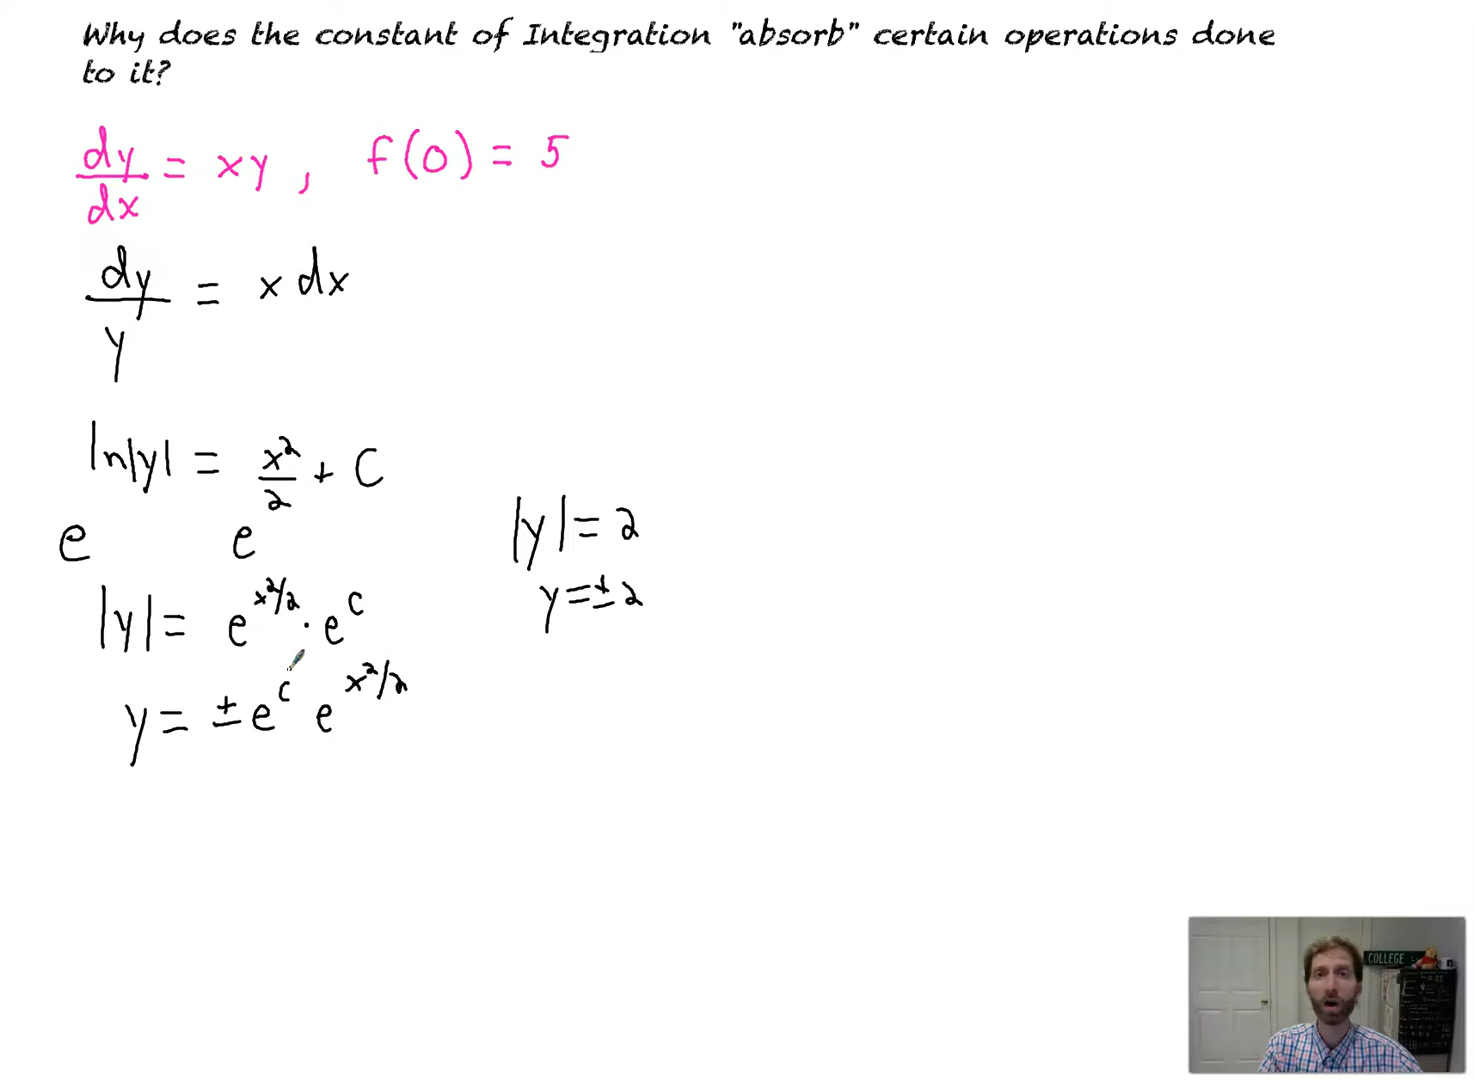 Why does the constant of Integration "absorb" certain operations done
to it?
dy/dx = xy, f(0) = 5
dy/y = x dx
ln|y| = x²/2 + C
e e
|y| = 2
y = ± 2
|y| = e^(x²/2) · e^C
y = ± e^C e^(x²/2)
COLLEGE